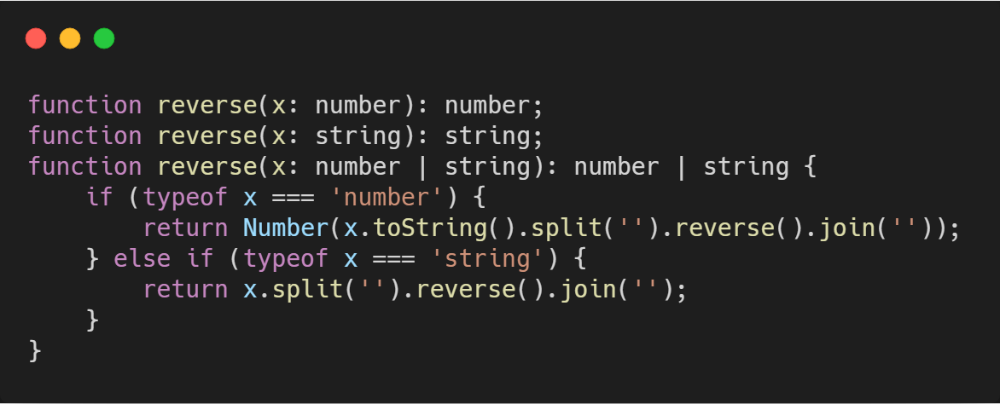 function reverse(x: number): number;
function reverse(x: string): string;
function reverse(x: number | string): number | string {
    if (typeof x === 'number') {
        return Number(x.toString().split('').reverse().join(''));
    } else if (typeof x === 'string') {
        return x.split('').reverse().join('');
    }
}